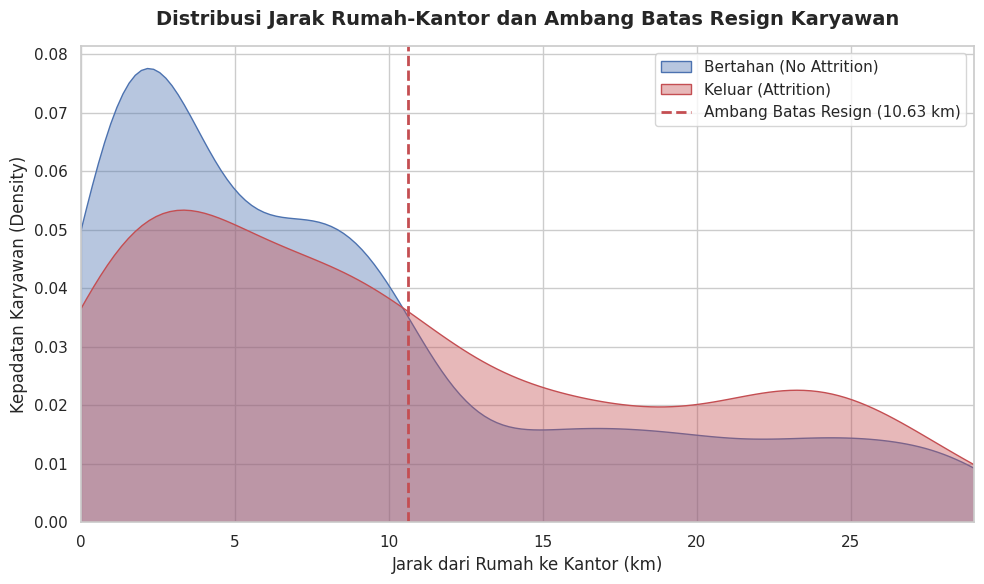 Distribusi Jarak Rumah-Kantor dan Ambang Batas Resign Karyawan
Kepadatan Karyawan (Density)
0.08
0.07
0.06
0.05
0.04
0.03
0.02
0.01
0.00
Bertahan (No Attrition)
Keluar (Attrition)
Ambang Batas Resign (10.63 km)
0 5 10 15 20 25
Jarak dari Rumah ke Kantor (km)